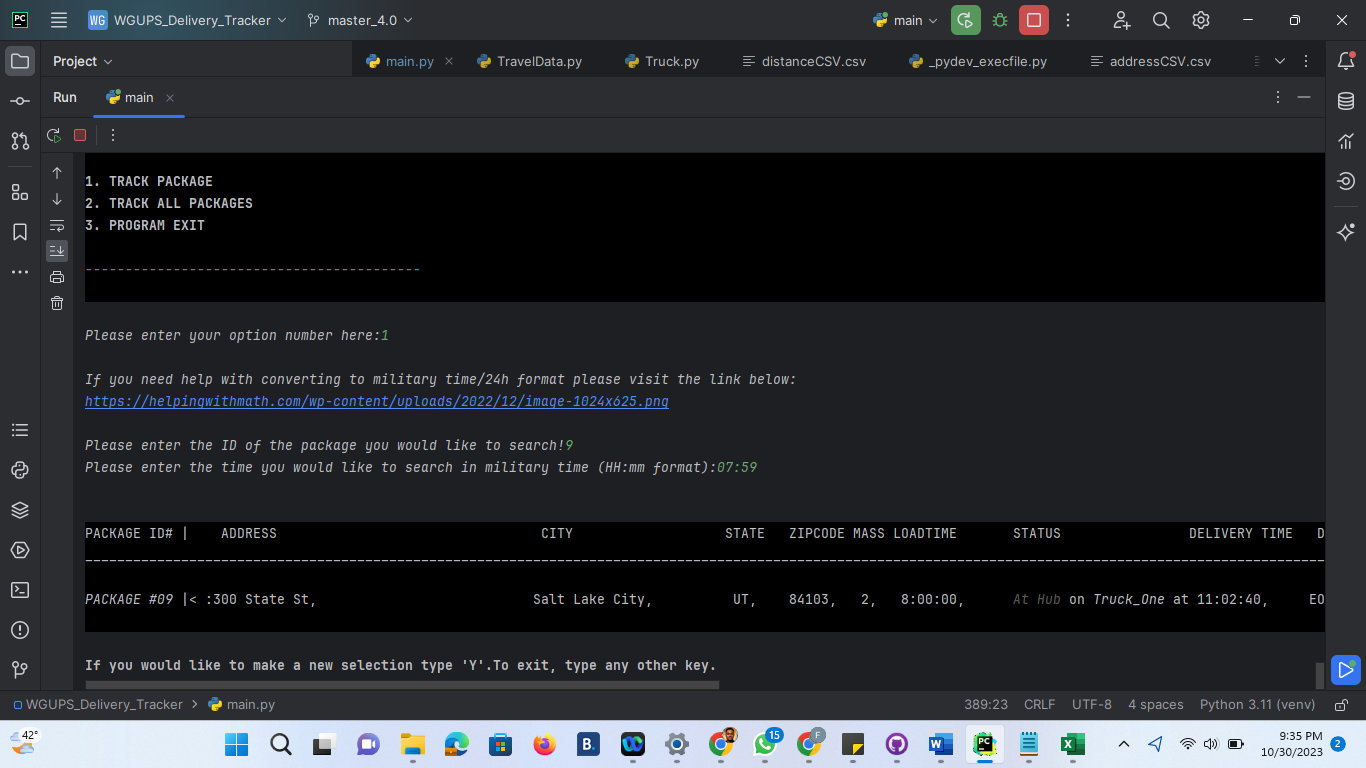 PC WG WGUPS_Delivery_Tracker master_4.0 main
Project main.py TravelData.py Truck.py distanceCSV.csv _pydev_execfile.py addressCSV.csv
Run main
1. TRACK PACKAGE
2. TRACK ALL PACKAGES
3. PROGRAM EXIT
------------------------------------------
Please enter your option number here:1
If you need help with converting to military time/24h format please visit the link below:
https://helpingwithmath.com/wp-content/uploads/2022/12/image-1024x625.png
Please enter the ID of the package you would like to search!9
Please enter the time you would like to search in military time (HH:mm format):07:59
PACKAGE ID# | ADDRESS CITY STATE ZIPCODE MASS LOADTIME STATUS DELIVERY TIME D
PACKAGE #09 |< :300 State St, Salt Lake City, UT, 84103, 2, 8:00:00, At Hub on Truck_One at 11:02:40, EO
If you would like to make a new selection type 'Y'.To exit, type any other key.
WGUPS_Delivery_Tracker > main.py 389:23 CRLF UTF-8 4 spaces Python 3.11 (venv)
42° B. 15 F W PC X 9:35 PM
10/30/2023 2